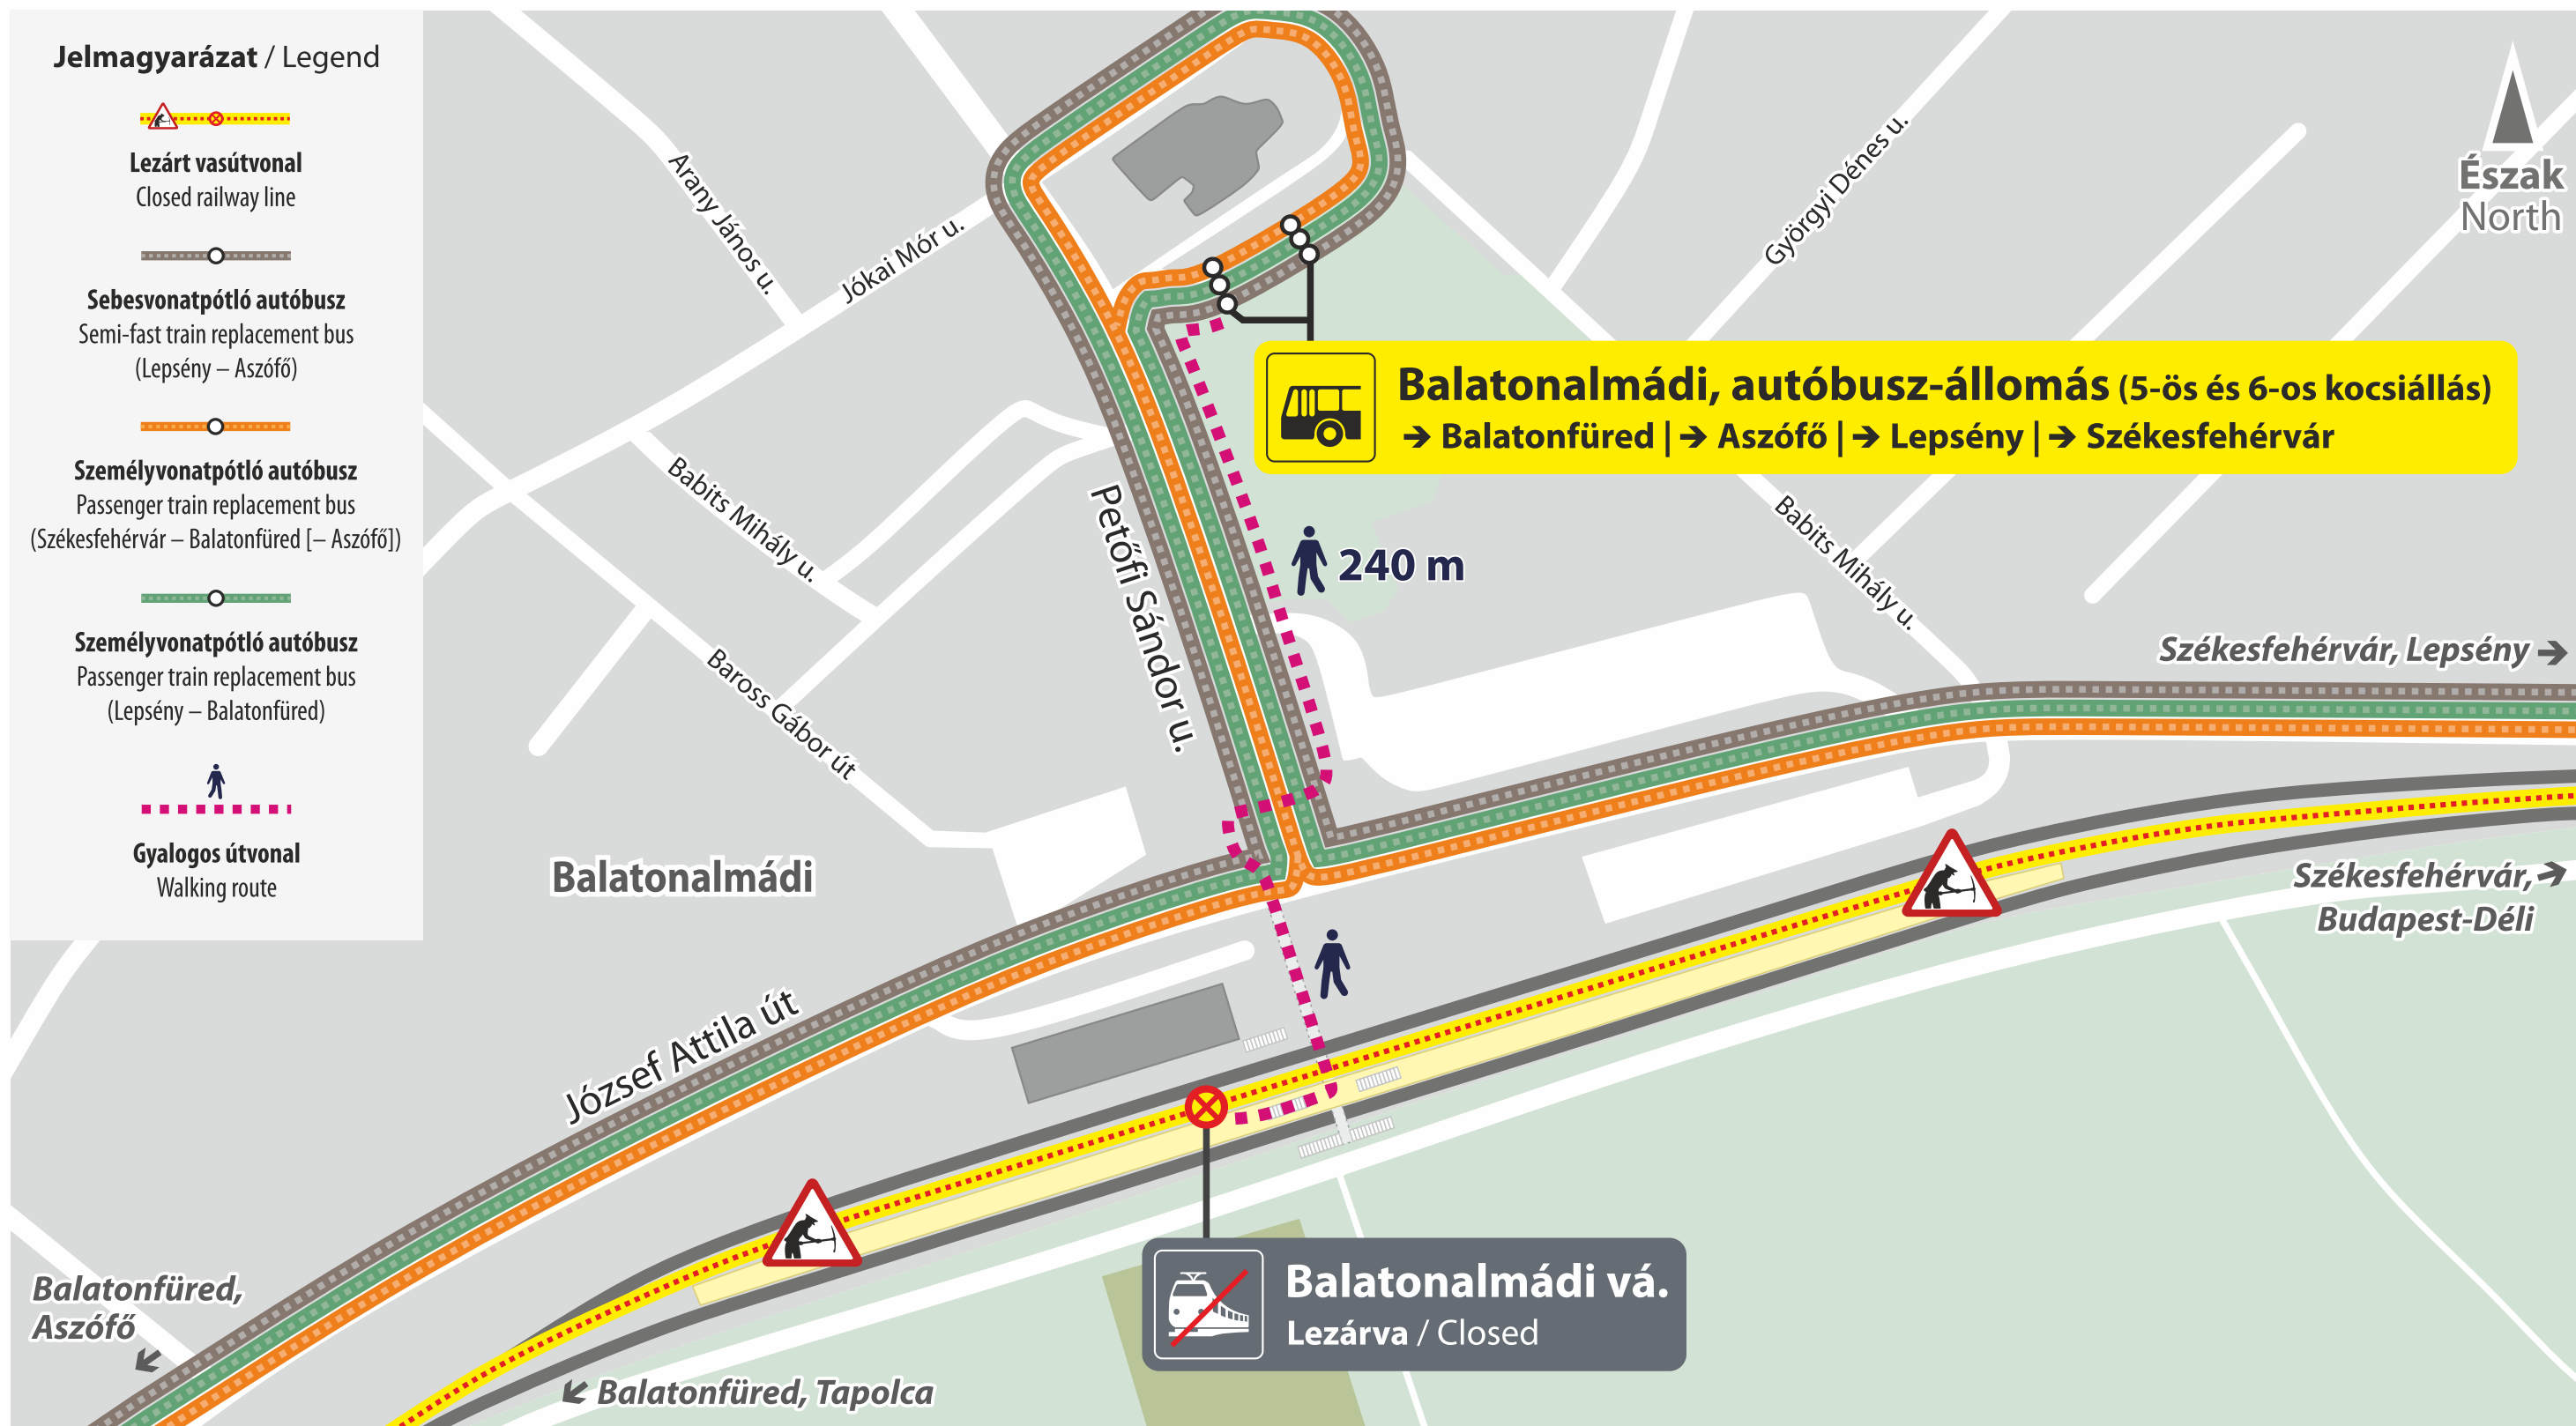 Jelmagyarázat / Legend
Lezárt vasútvonal
Closed railway line
Sebesvonatpótló autóbusz
Semi-fast train replacement bus
(Lepsény – Aszófő)
Személyvonatpótló autóbusz
Passenger train replacement bus
(Székesfehérvár – Balatonfüred [– Aszófő])
Személyvonatpótló autóbusz
Passenger train replacement bus
(Lepsény – Balatonfüred)
Gyalogos útvonal
Walking route
Arany János u.
Jókai Mór u.
Györgyi Dénes u.
Észak
North
Balatonalmádi, autóbusz-állomás (5-ös és 6-os kocsiállás)
➔ Balatonfüred | ➔ Aszófő | ➔ Lepsény | ➔ Székesfehérvár
Babits Mihály u.
Petőfi Sándor u.
240 m
Babits Mihály u.
Baross Gábor út
Székesfehérvár, Lepsény ➔
Balatonalmádi
Székesfehérvár, ➔
Budapest-Déli
József Attila út
Balatonfüred,
Aszófő
Balatonalmádi vá.
Lezárva / Closed
Balatonfüred, Tapolca